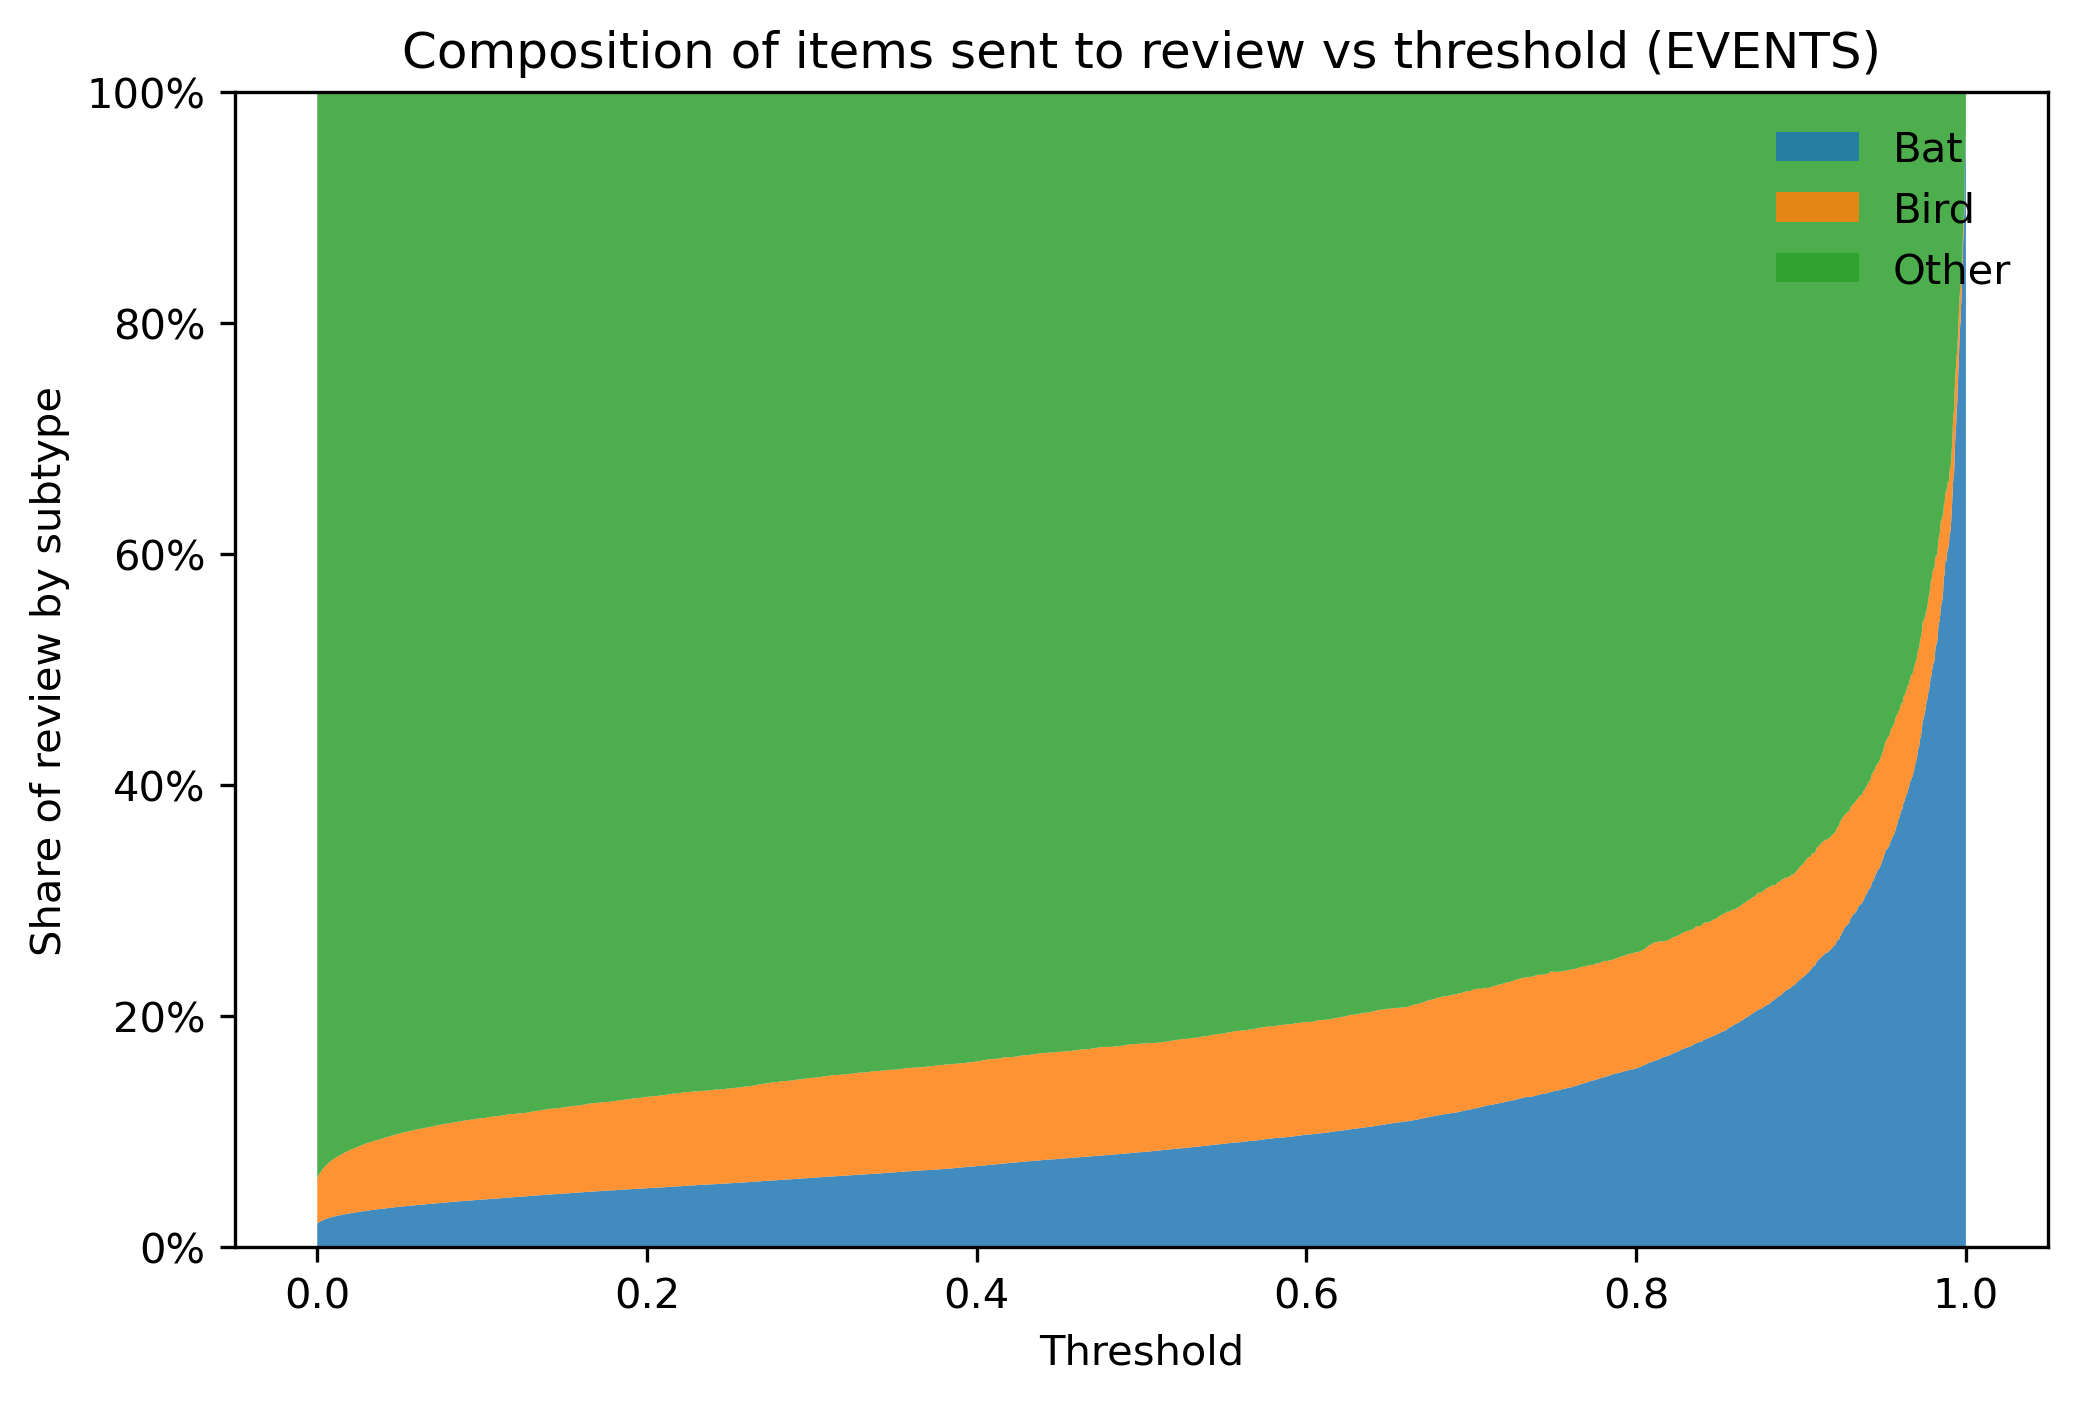 Composition of items sent to review vs threshold (EVENTS)
100%
80%
60%
40%
20%
0%
Share of review by subtype
Bat
Bird
Other
0.0 0.2 0.4 0.6 0.8 1.0
Threshold